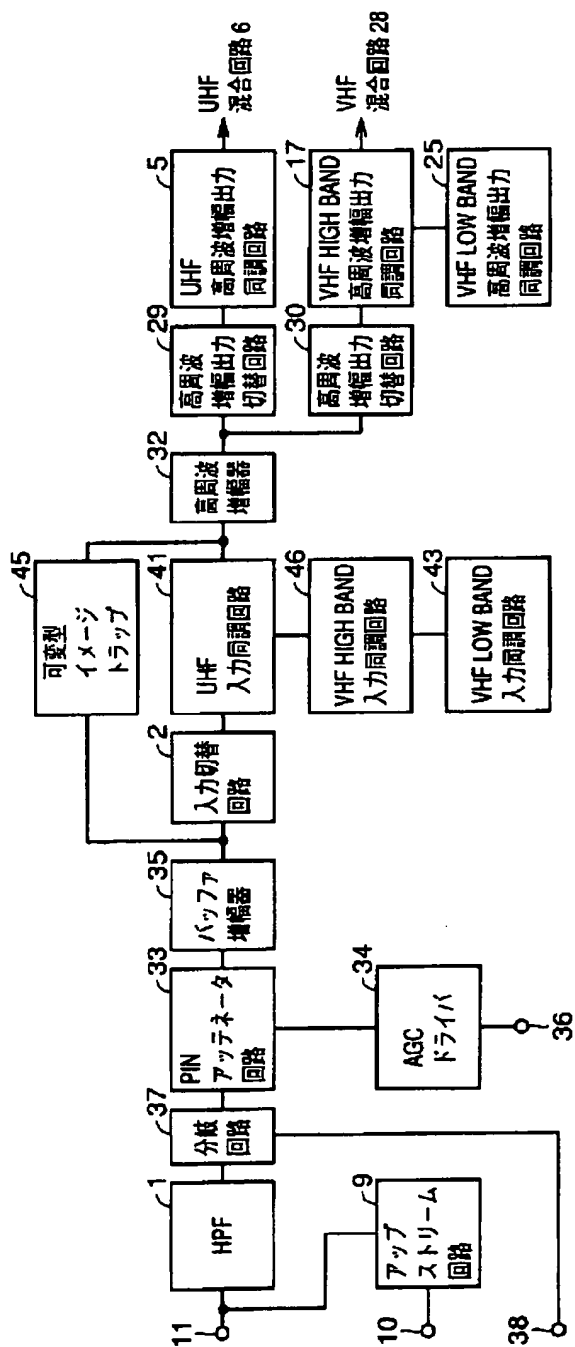 11
10
38
1
HPF
9
アップ
ストリーム
回路
37
分岐
回路
33
PIN
アッテネータ
回路
34
AGC
ドライバ
36
35
バッファ
増幅器
2
入力切替
回路
45
可変型
イメージ
トラップ
41
UHF
入力同調回路
46
VHF HIGH BAND
入力同調回路
43
VHF LOW BAND
入力同調回路
32
高周波
増幅器
29
高周波
増幅出力
切替回路
30
高周波
増幅出力
切替回路
5
UHF
高周波増幅出力
同調回路
17
VHF HIGH BAND
高周波増幅出力
同調回路
25
VHF LOW BAND
高周波増幅出力
同調回路
UHF
混合回路 6
VHF
混合回路 28